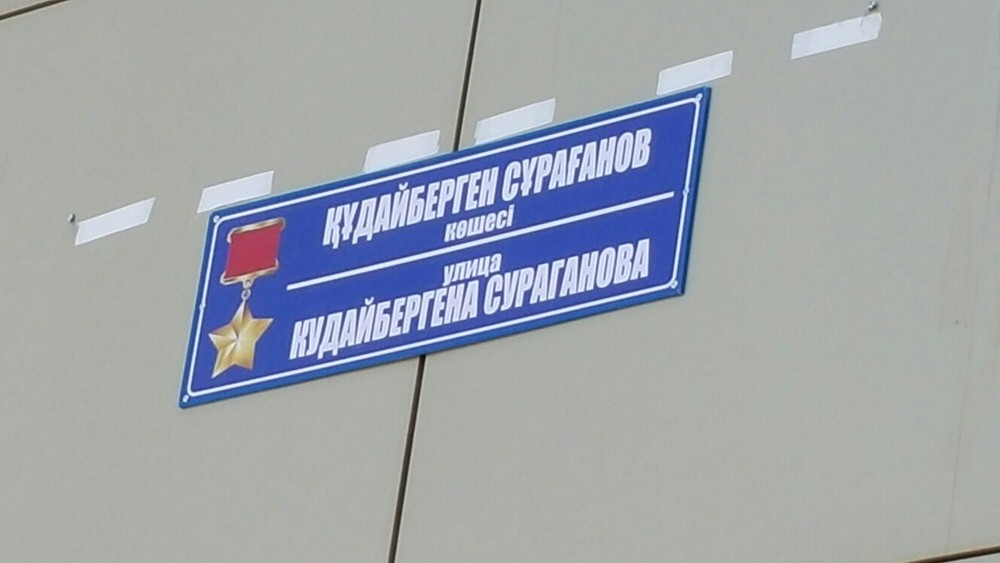 ҚҰДАЙБЕРГЕН СҰРАҒАНОВ
көшесі
улица
КУДАЙБЕРГЕНА СУРАГАНОВА